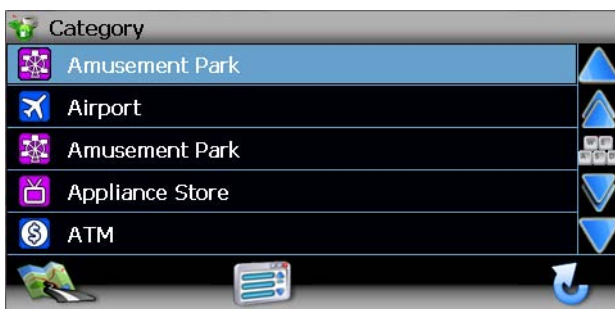 Category
Amusement Park
Airport
Amusement Park
Appliance Store
ATM